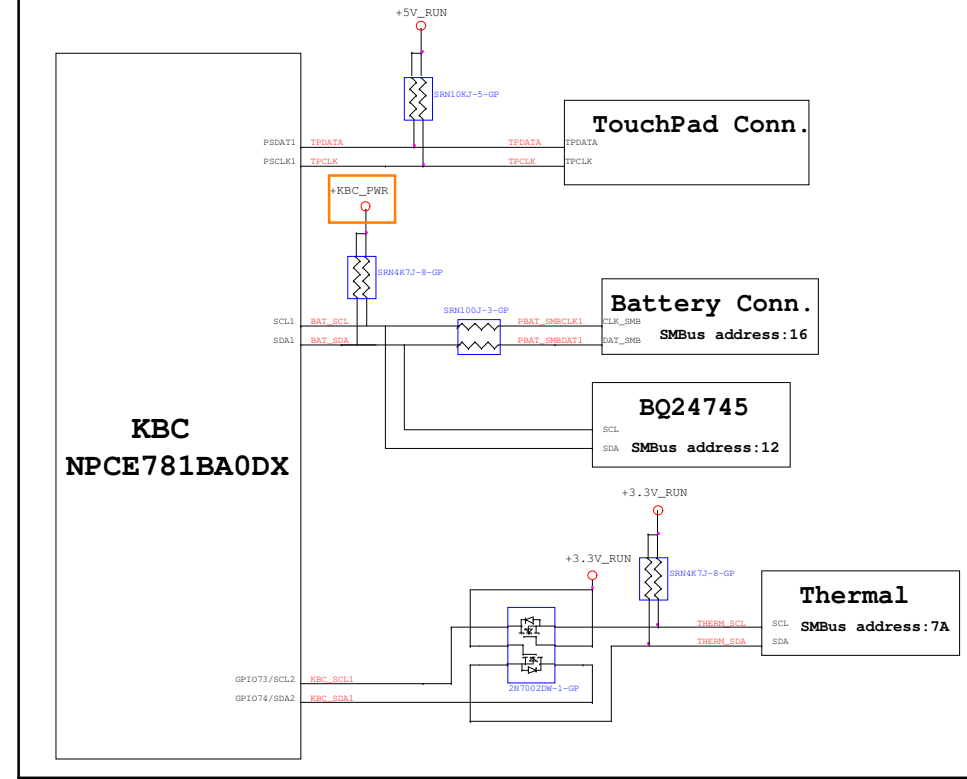 +5V_RUN
SRN10KJ-5-GP
TouchPad Conn.
PSDAT1 TPDATA TPDATA TPDATA
PSCLK1 TPCLK TPCLK TPCLK
+KBC_PWR
SRN4K7J-8-GP
SRN100J-3-GP
Battery Conn.
SCL1 BAT_SCL PBAT_SMBCLK1 CLK_SMB
SMBus address:16
SDA1 BAT_SDA PBAT_SMBDAT1 DAT_SMB
BQ24745
SCL
SDA SMBus address:12
KBC
NPCE781BA0DX
+3.3V_RUN
+3.3V_RUN
SRN4K7J-8-GP
Thermal
THERM_SCL SCL SMBus address:7A
THERM_SDA SDA
GPIO73/SCL2 KBC_SCL1
GPIO74/SDA2 KBC_SDA1
2N7002DW-1-GP